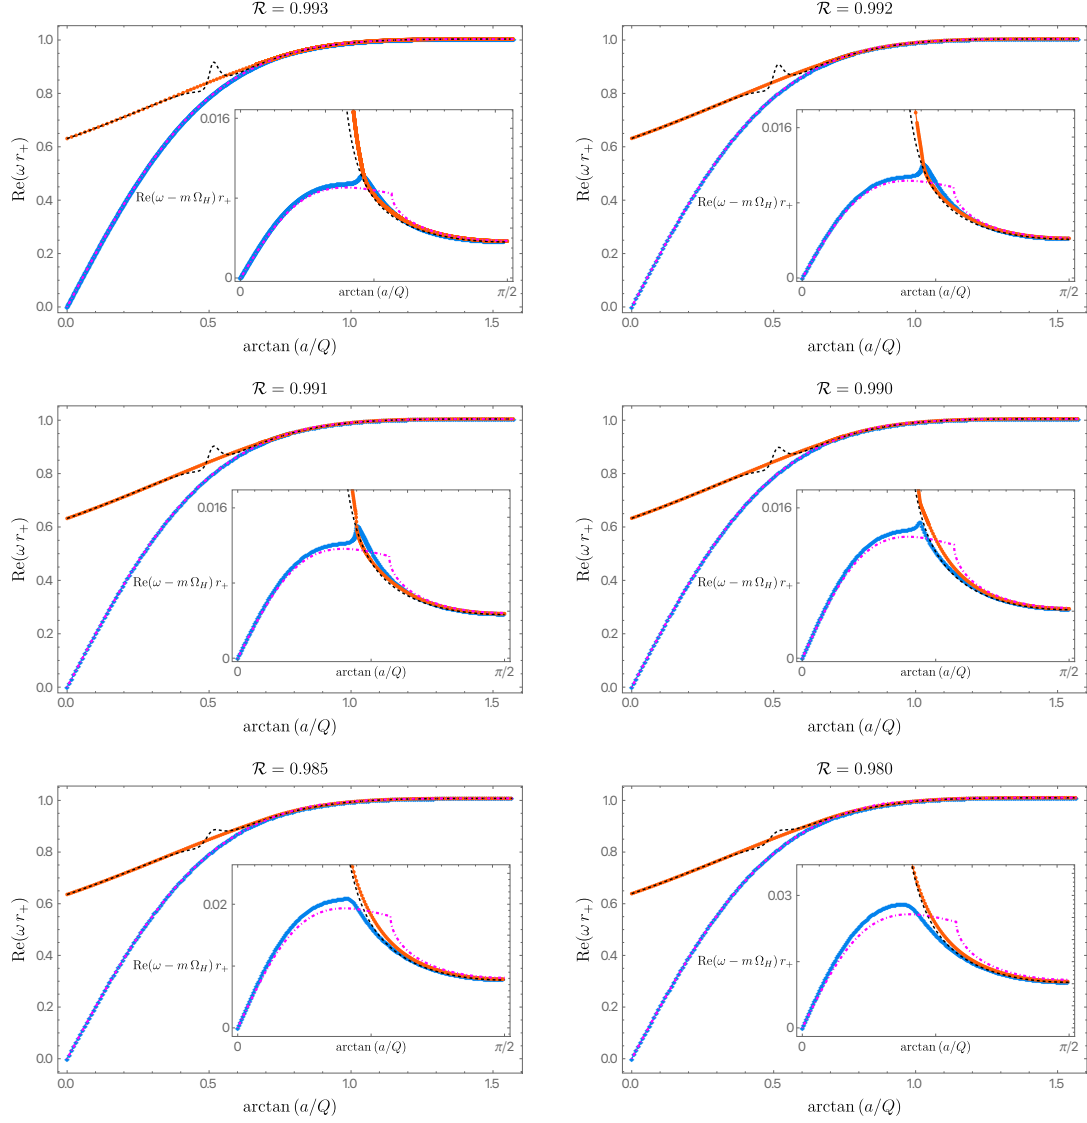 ℛ = 0.993
Re(ω r₊)
1.0
0.8
0.6
0.4
0.2
0.0
0.016
Re(ω − m Ω_H) r₊
0
0
arctan (a/Q)
π/2
0.0
0.5
1.0
1.5
arctan (a/Q)
ℛ = 0.992
Re(ω r₊)
1.0
0.8
0.6
0.4
0.2
0.0
0.016
Re(ω − m Ω_H) r₊
0
0
arctan (a/Q)
π/2
0.0
0.5
1.0
1.5
arctan (a/Q)
ℛ = 0.991
Re(ω r₊)
1.0
0.8
0.6
0.4
0.2
0.0
0.016
Re(ω − m Ω_H) r₊
0
0
arctan (a/Q)
π/2
0.0
0.5
1.0
1.5
arctan (a/Q)
ℛ = 0.990
Re(ω r₊)
1.0
0.8
0.6
0.4
0.2
0.0
0.016
Re(ω − m Ω_H) r₊
0
0
arctan (a/Q)
π/2
0.0
0.5
1.0
1.5
arctan (a/Q)
ℛ = 0.985
Re(ω r₊)
1.0
0.8
0.6
0.4
0.2
0.0
0.02
Re(ω − m Ω_H) r₊
0
0
arctan (a/Q)
π/2
0.0
0.5
1.0
1.5
arctan (a/Q)
ℛ = 0.980
Re(ω r₊)
1.0
0.8
0.6
0.4
0.2
0.0
0.03
Re(ω − m Ω_H) r₊
0
0
arctan (a/Q)
π/2
0.0
0.5
1.0
1.5
arctan (a/Q)